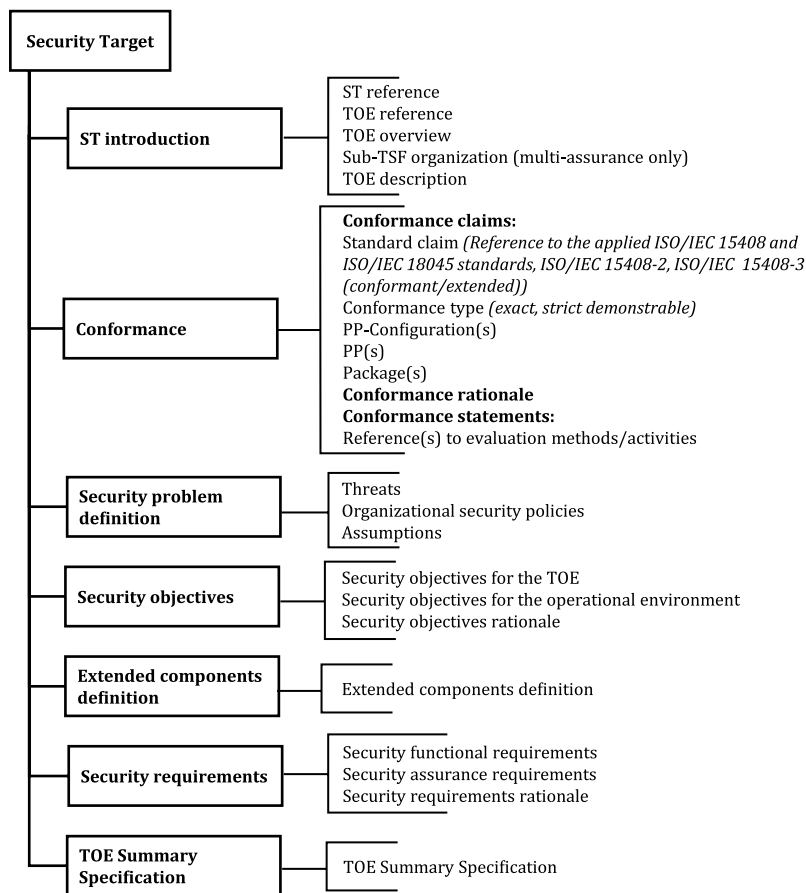 Security Target
ST introduction
ST reference
TOE reference
TOE overview
Sub-TSF organization (multi-assurance only)
TOE description
Conformance
Conformance claims:
Standard claim (Reference to the applied ISO/IEC 15408 and
ISO/IEC 18045 standards, ISO/IEC 15408-2, ISO/IEC 15408-3
(conformant/extended))
Conformance type (exact, strict demonstrable)
PP-Configuration(s)
PP(s)
Package(s)
Conformance rationale
Conformance statements:
Reference(s) to evaluation methods/activities
Security problem
definition
Threats
Organizational security policies
Assumptions
Security objectives
Security objectives for the TOE
Security objectives for the operational environment
Security objectives rationale
Extended components
definition
Extended components definition
Security requirements
Security functional requirements
Security assurance requirements
Security requirements rationale
TOE Summary
Specification
TOE Summary Specification